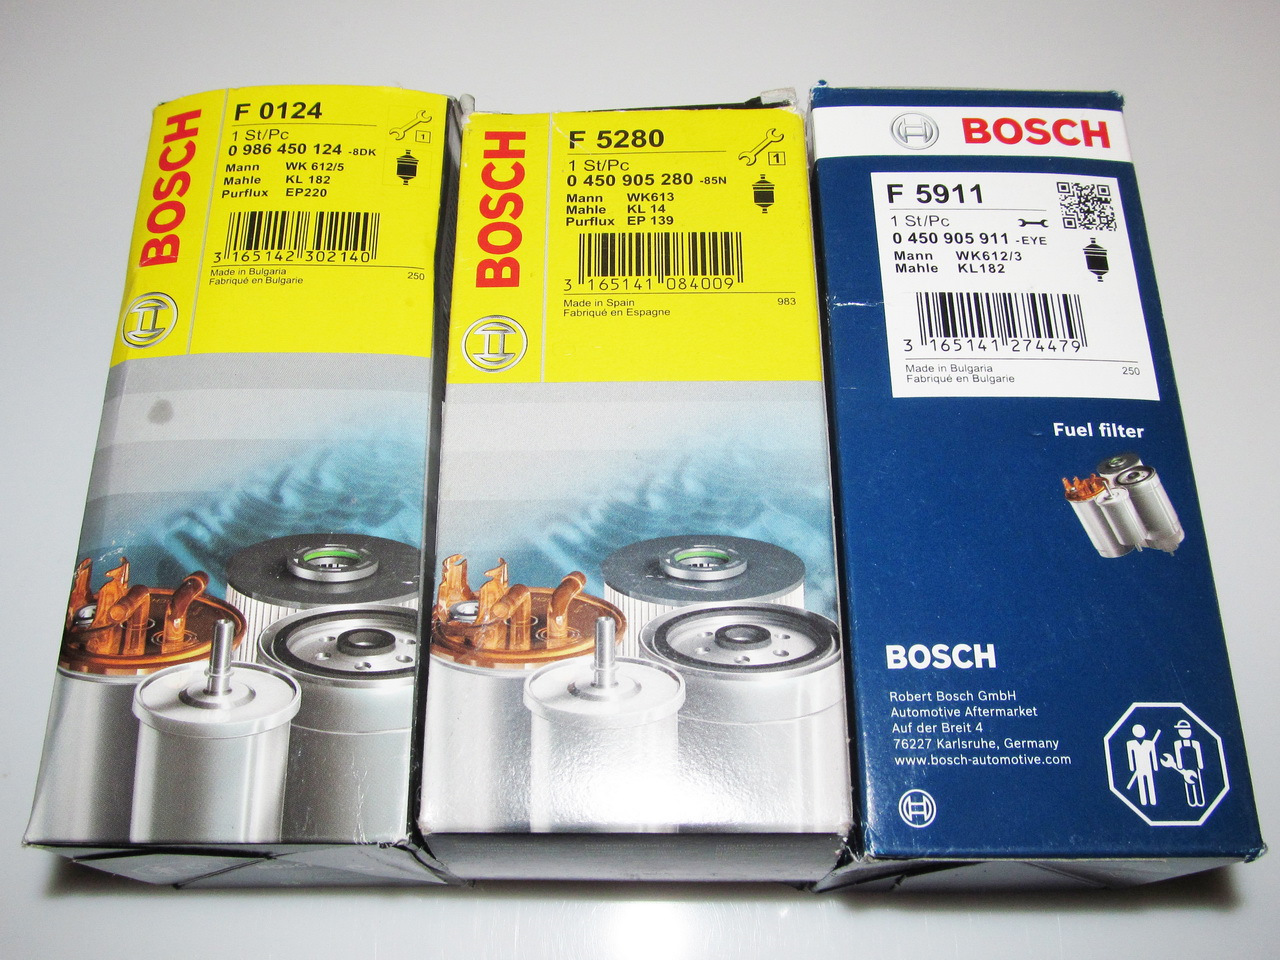 BOSCH
F 0124
1 St/Pc
0 986 450 124 -8DK
Mann WK 612/5
Mahle KL 182
Purflux EP220
1
3 165142 302140
Made in Bulgaria
Fabriqué en Bulgarie
250
BOSCH
F 5280
1 St/Pc
0 450 905 280 -85N
Mann WK613
Mahle KL 14
Purflux EP 139
1
3 165141 084009
Made in Spain
Fabriqué en Espagne
983
BOSCH
F 5911
1 St/Pc
0 450 905 911 -EYE
Mann WK612/3
Mahle KL182
3 165141 274479
Made in Bulgaria
Fabriqué en Bulgarie
250
Fuel filter
BOSCH
Robert Bosch GmbH
Automotive Aftermarket
Auf der Breit 4
76227 Karlsruhe, Germany
www.bosch-automotive.com